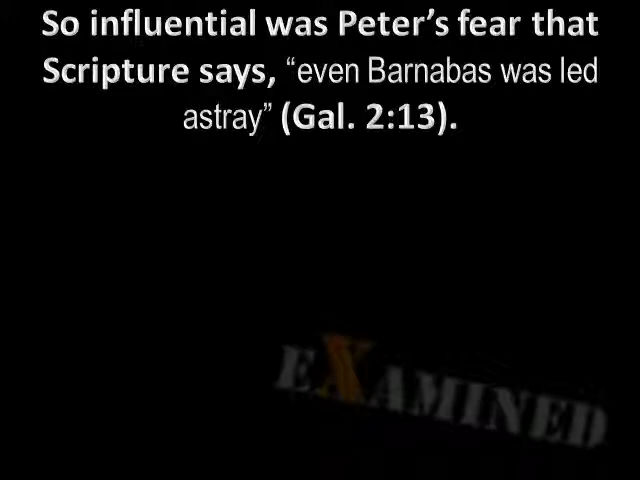 So influential was Peter’s fear that
Scripture says, “even Barnabas was led
astray” (Gal. 2:13).
EXAMINED